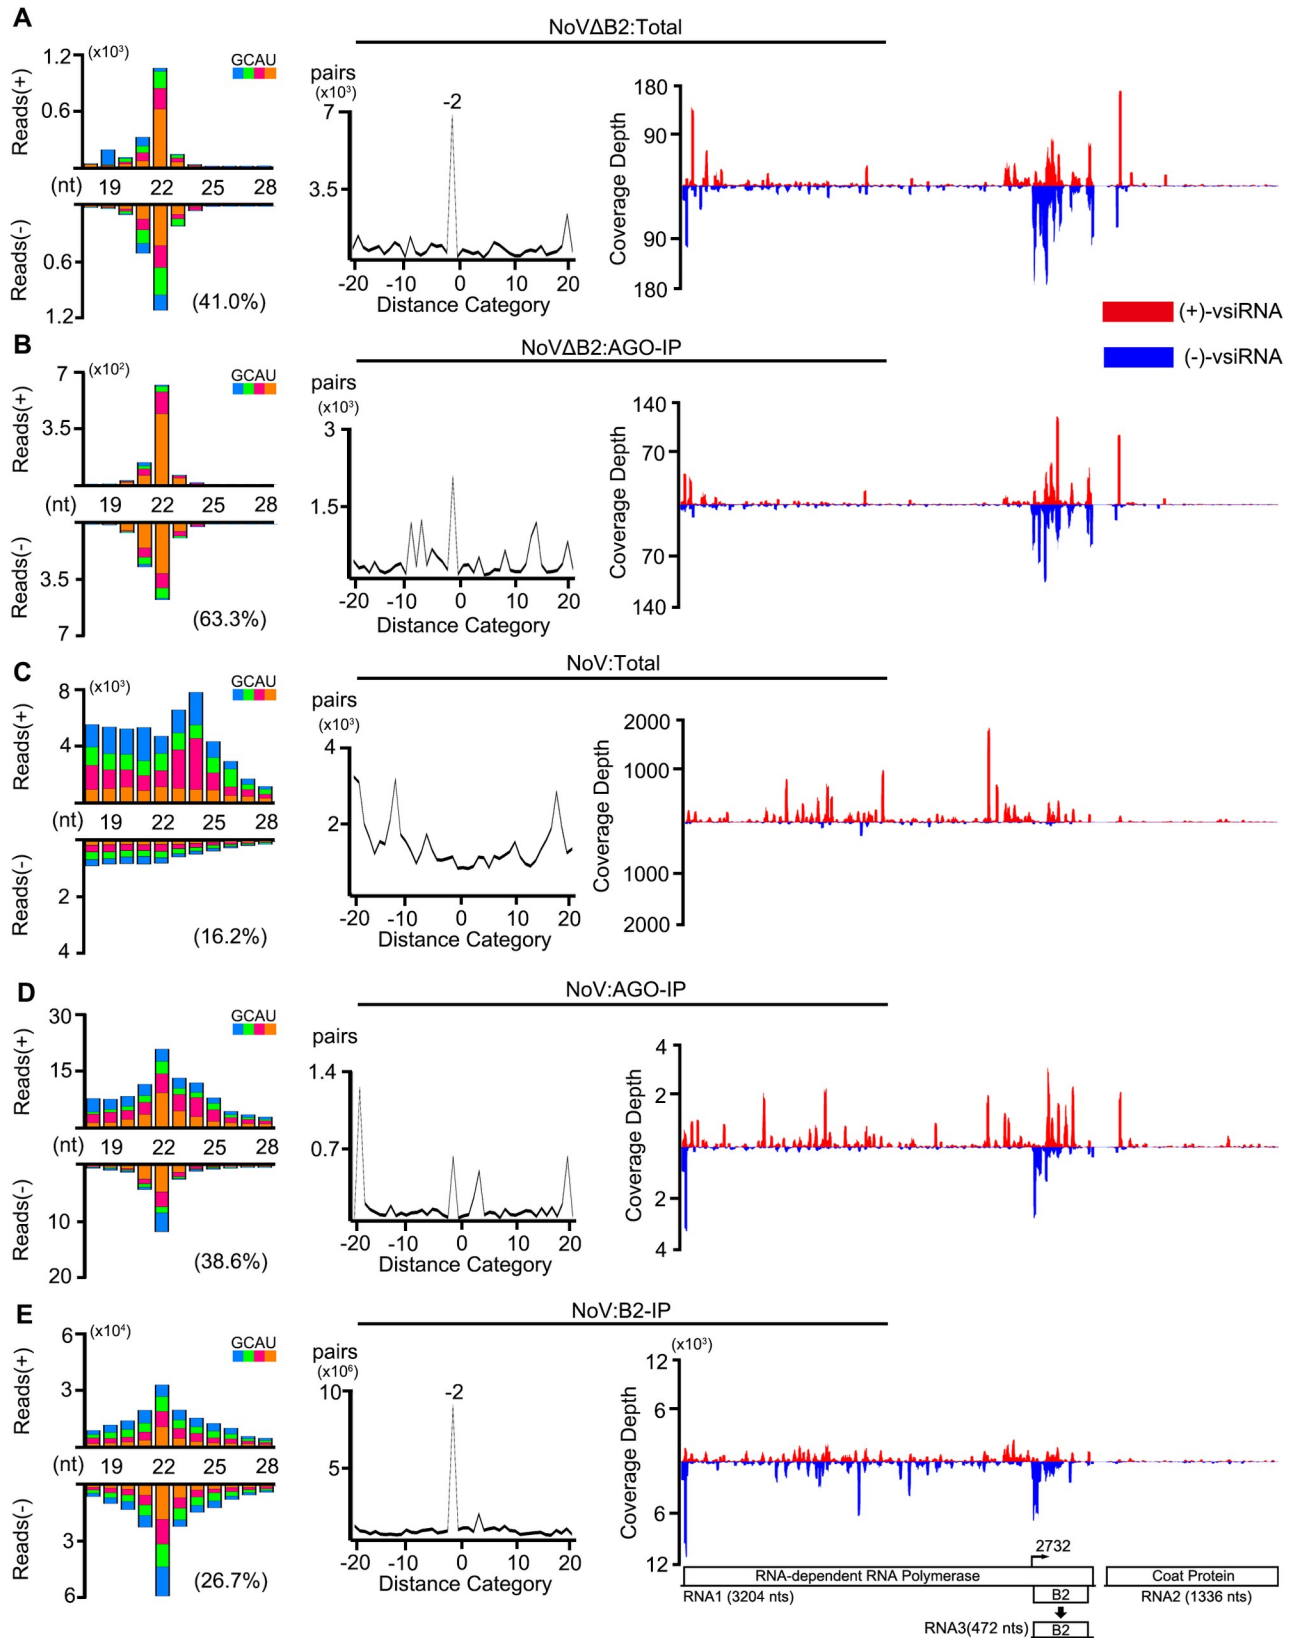 A
NoVΔB2:Total
(x10³)
GCAU
1.2
0.6
Reads(+)
(nt) 19 22 25 28
0.6
1.2
Reads(-)
(41.0%)
pairs
(x10³)
7
3.5
-2
-20 -10 0 10 20
Distance Category
Coverage Depth
180
90
90
180
(+)-vsiRNA
(-)-vsiRNA
B
NoVΔB2:AGO-IP
(x10²)
GCAU
7
3.5
Reads(+)
(nt) 19 22 25 28
3.5
7
Reads(-)
(63.3%)
pairs
(x10³)
3
1.5
-20 -10 0 10 20
Distance Category
Coverage Depth
140
70
70
140
C
NoV:Total
(x10³)
GCAU
8
4
Reads(+)
(nt) 19 22 25 28
2
4
Reads(-)
(16.2%)
pairs
(x10³)
4
2
-20 -10 0 10 20
Distance Category
Coverage Depth
2000
1000
1000
2000
D
NoV:AGO-IP
GCAU
30
15
Reads(+)
(nt) 19 22 25 28
10
20
Reads(-)
(38.6%)
pairs
1.4
0.7
-20 -10 0 10 20
Distance Category
Coverage Depth
4
2
2
4
E
NoV:B2-IP
(x10⁴)
GCAU
6
3
Reads(+)
(nt) 19 22 25 28
3
6
Reads(-)
(26.7%)
pairs
(x10⁶)
10
5
-2
-20 -10 0 10 20
Distance Category
(x10³)
Coverage Depth
12
6
6
12
2732
RNA-dependent RNA Polymerase
Coat Protein
RNA1 (3204 nts)
B2
RNA2 (1336 nts)
RNA3(472 nts)
B2